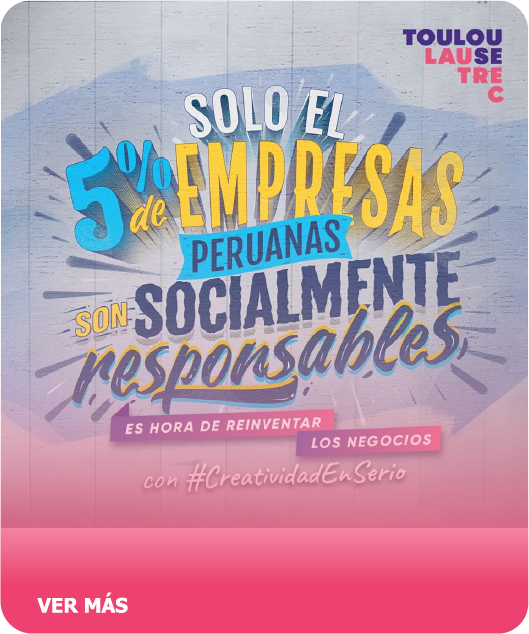 TOULOU
LAUSE
TRE
C
SOLO EL
5% de EMPRESAS
PERUANAS
SON SOCIALMENTE
responsables
ES HORA DE REINVENTAR
LOS NEGOCIOS
con #CreatividadEnSerio
VER MÁS